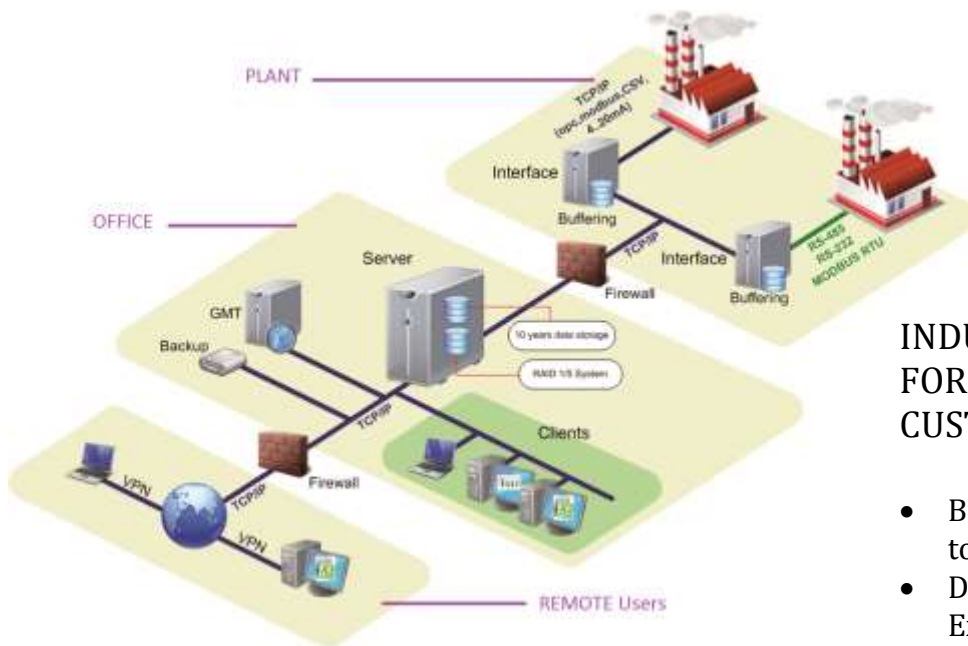 PLANT
TCP/IP
(opc,modbus,CSV,
4..20mA)
Interface
Buffering
OFFICE
TCP/IP
Interface
RS-485
RS-232
MODBUS RTU
Server
Firewall
Buffering
GMT
10 years data storage
Backup
RAID 1/5 System
TCP/IP
Clients
Firewall
VPN
TCP/IP
VPN
REMOTE Users
INDU
FOR
CUST
• B
to
• D